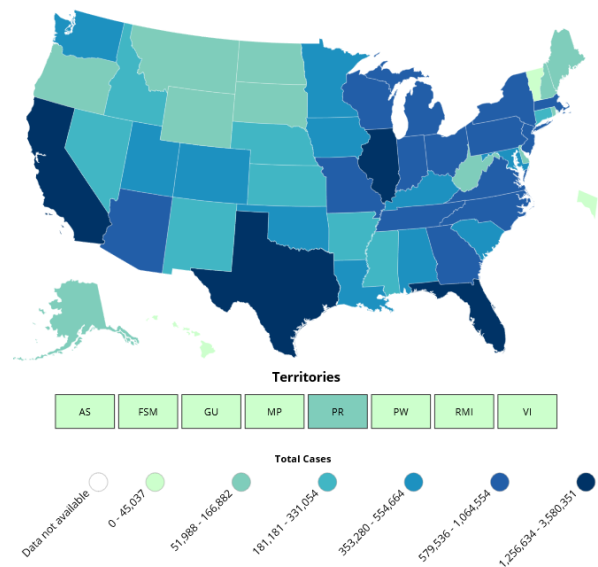 Territories
AS FSM GU MP PR PW RMI VI
Total Cases
Data not available
0 - 45,037
51,988 - 166,882
181,181 - 331,054
353,280 - 554,664
579,536 - 1,064,554
1,256,634 - 3,580,351